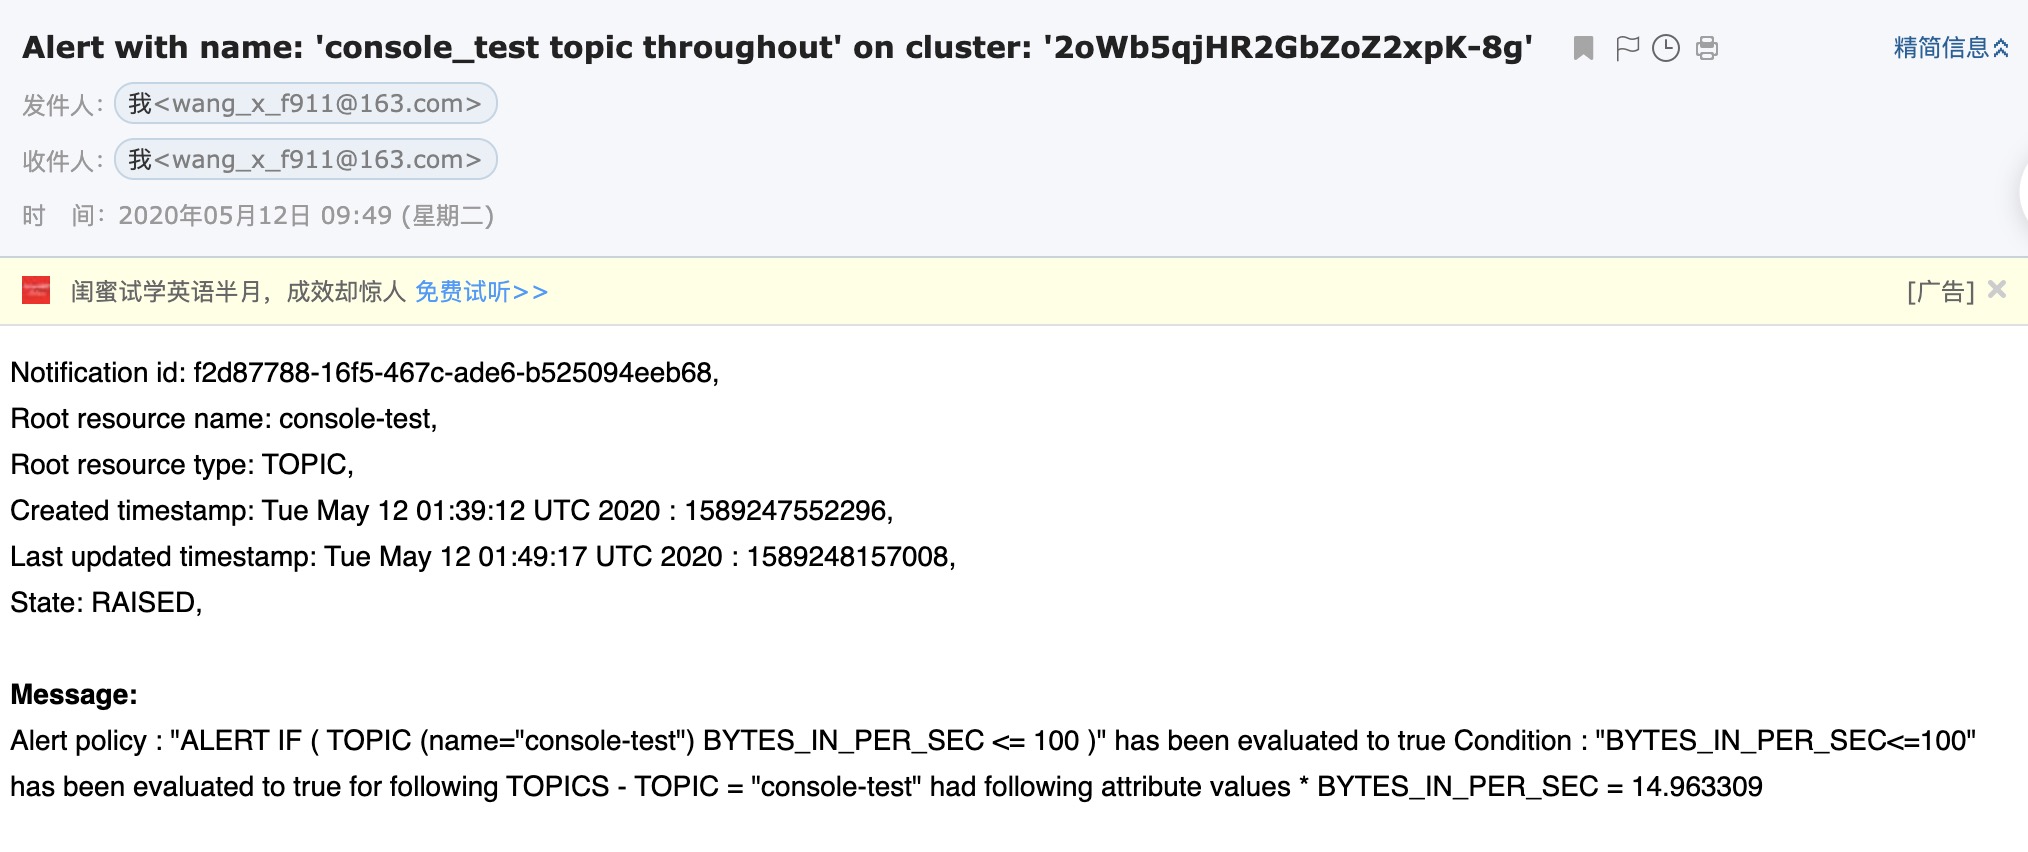 Alert with name: 'console_test topic throughout' on cluster: '2oWb5qjHR2GbZoZ2xpK-8g'
精简信息
发件人：我<wang_x_f911@163.com>
收件人：我<wang_x_f911@163.com>
时 间：2020年05月12日 09:49 (星期二)
闺蜜试学英语半月，成效却惊人 免费试听>> [广告]
Notification id: f2d87788-16f5-467c-ade6-b525094eeb68,
Root resource name: console-test,
Root resource type: TOPIC,
Created timestamp: Tue May 12 01:39:12 UTC 2020 : 1589247552296,
Last updated timestamp: Tue May 12 01:49:17 UTC 2020 : 1589248157008,
State: RAISED,
Message:
Alert policy : "ALERT IF ( TOPIC (name="console-test") BYTES_IN_PER_SEC <= 100 )" has been evaluated to true Condition : "BYTES_IN_PER_SEC<=100"
has been evaluated to true for following TOPICS - TOPIC = "console-test" had following attribute values * BYTES_IN_PER_SEC = 14.963309